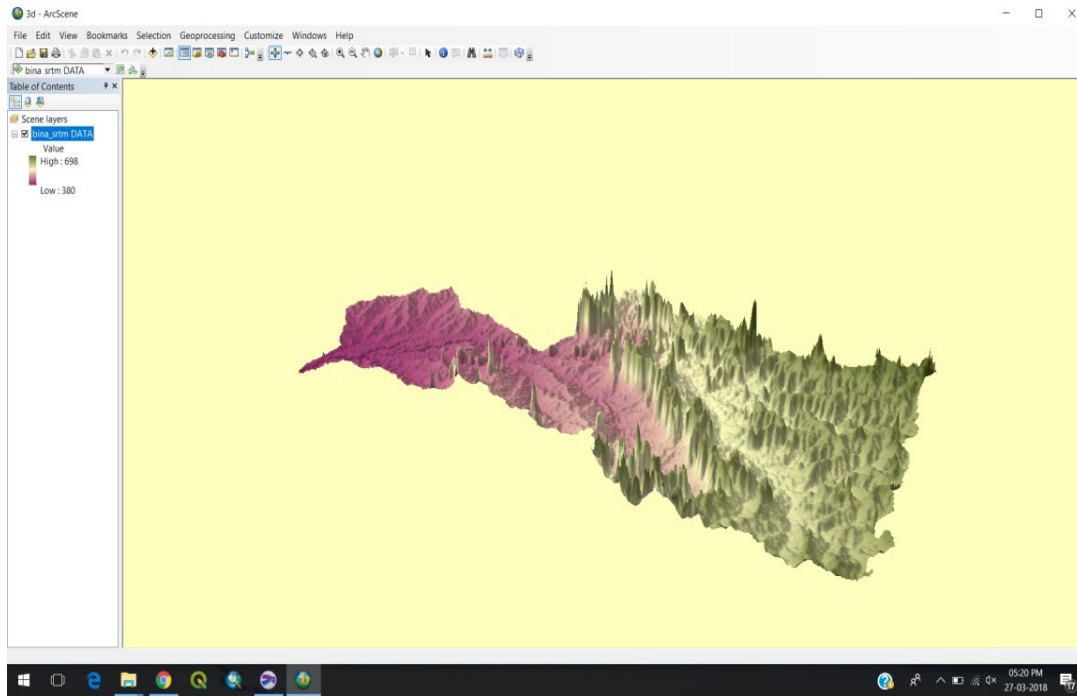 3d - ArcScene
File Edit View Bookmarks Selection Geoprocessing Customize Windows Help
bina srtm DATA
Table of Contents
Scene layers
bina_srtm DATA
Value
High : 698
Low : 380
05:20 PM
27-03-2018
17